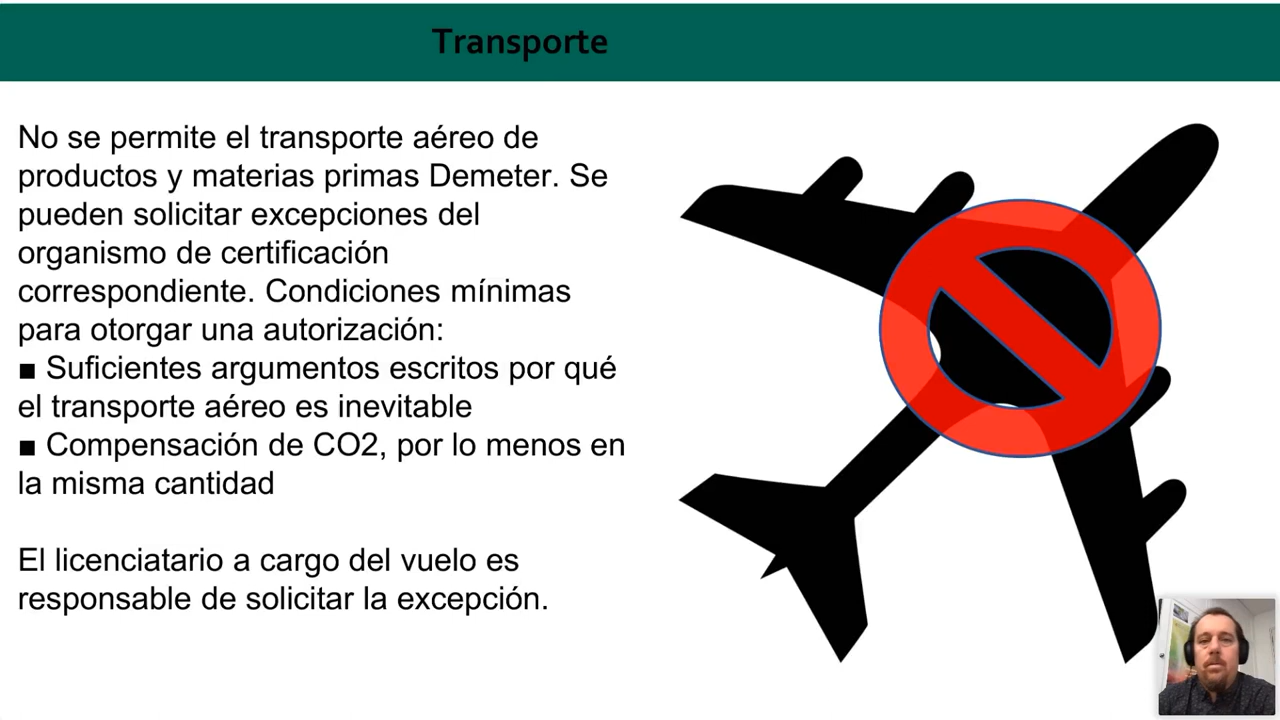 Transporte
No se permite el transporte aéreo de
productos y materias primas Demeter. Se
pueden solicitar excepciones del
organismo de certificación
correspondiente. Condiciones mínimas
para otorgar una autorización:
■ Suficientes argumentos escritos por qué
el transporte aéreo es inevitable
■ Compensación de CO2, por lo menos en
la misma cantidad
El licenciatario a cargo del vuelo es
responsable de solicitar la excepción.